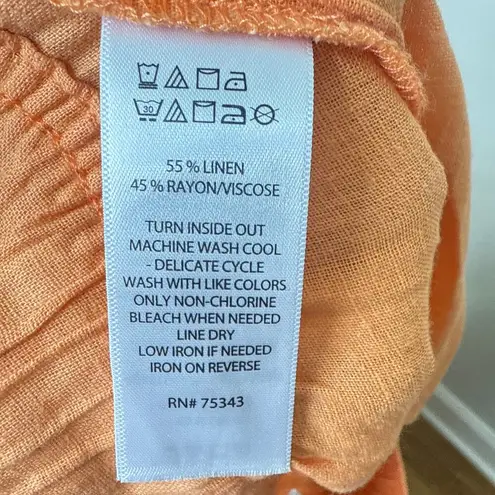 30
55 % LINEN
45 % RAYON/VISCOSE
TURN INSIDE OUT
MACHINE WASH COOL
- DELICATE CYCLE
WASH WITH LIKE COLORS
ONLY NON-CHLORINE
BLEACH WHEN NEEDED
LINE DRY
LOW IRON IF NEEDED
IRON ON REVERSE
RN# 75343